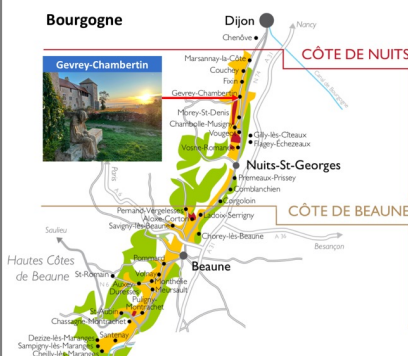 Bourgogne
Dijon
Nancy
Chenôve
CÔTE DE NUITS
Marsannay-la-Côte
Gevrey-Chambertin
Couchey
Fixin
Gevrey-Chambertin
Morey-St-Denis
Chambolle-Musigny
Vougeot
Gilly-lès-Cîteaux
Flagey-Echezeaux
Vosne-Romanée
Nuits-St-Georges
Premeaux-Prissey
Comblanchien
Corgoloin
CÔTE DE BEAUNE
Pernand-Vergelesses
Ladoix-Serrigny
Aloxe-Corton
Savigny-lès-Beaune
Chorey-lès-Beaune
Saulieu
Besançon
Paris
Hautes Côtes
de Beaune
Pommard
Beaune
St-Romain
Volnay
Monthelie
Auxey-
Duresses
Meursault
Puligny-
Montrachet
St-Aubin
Chassagne-Montrachet
Santenay
Dezize-lès-Maranges
Sampigny-lès-Maranges
Cheilly-lès-Maranges